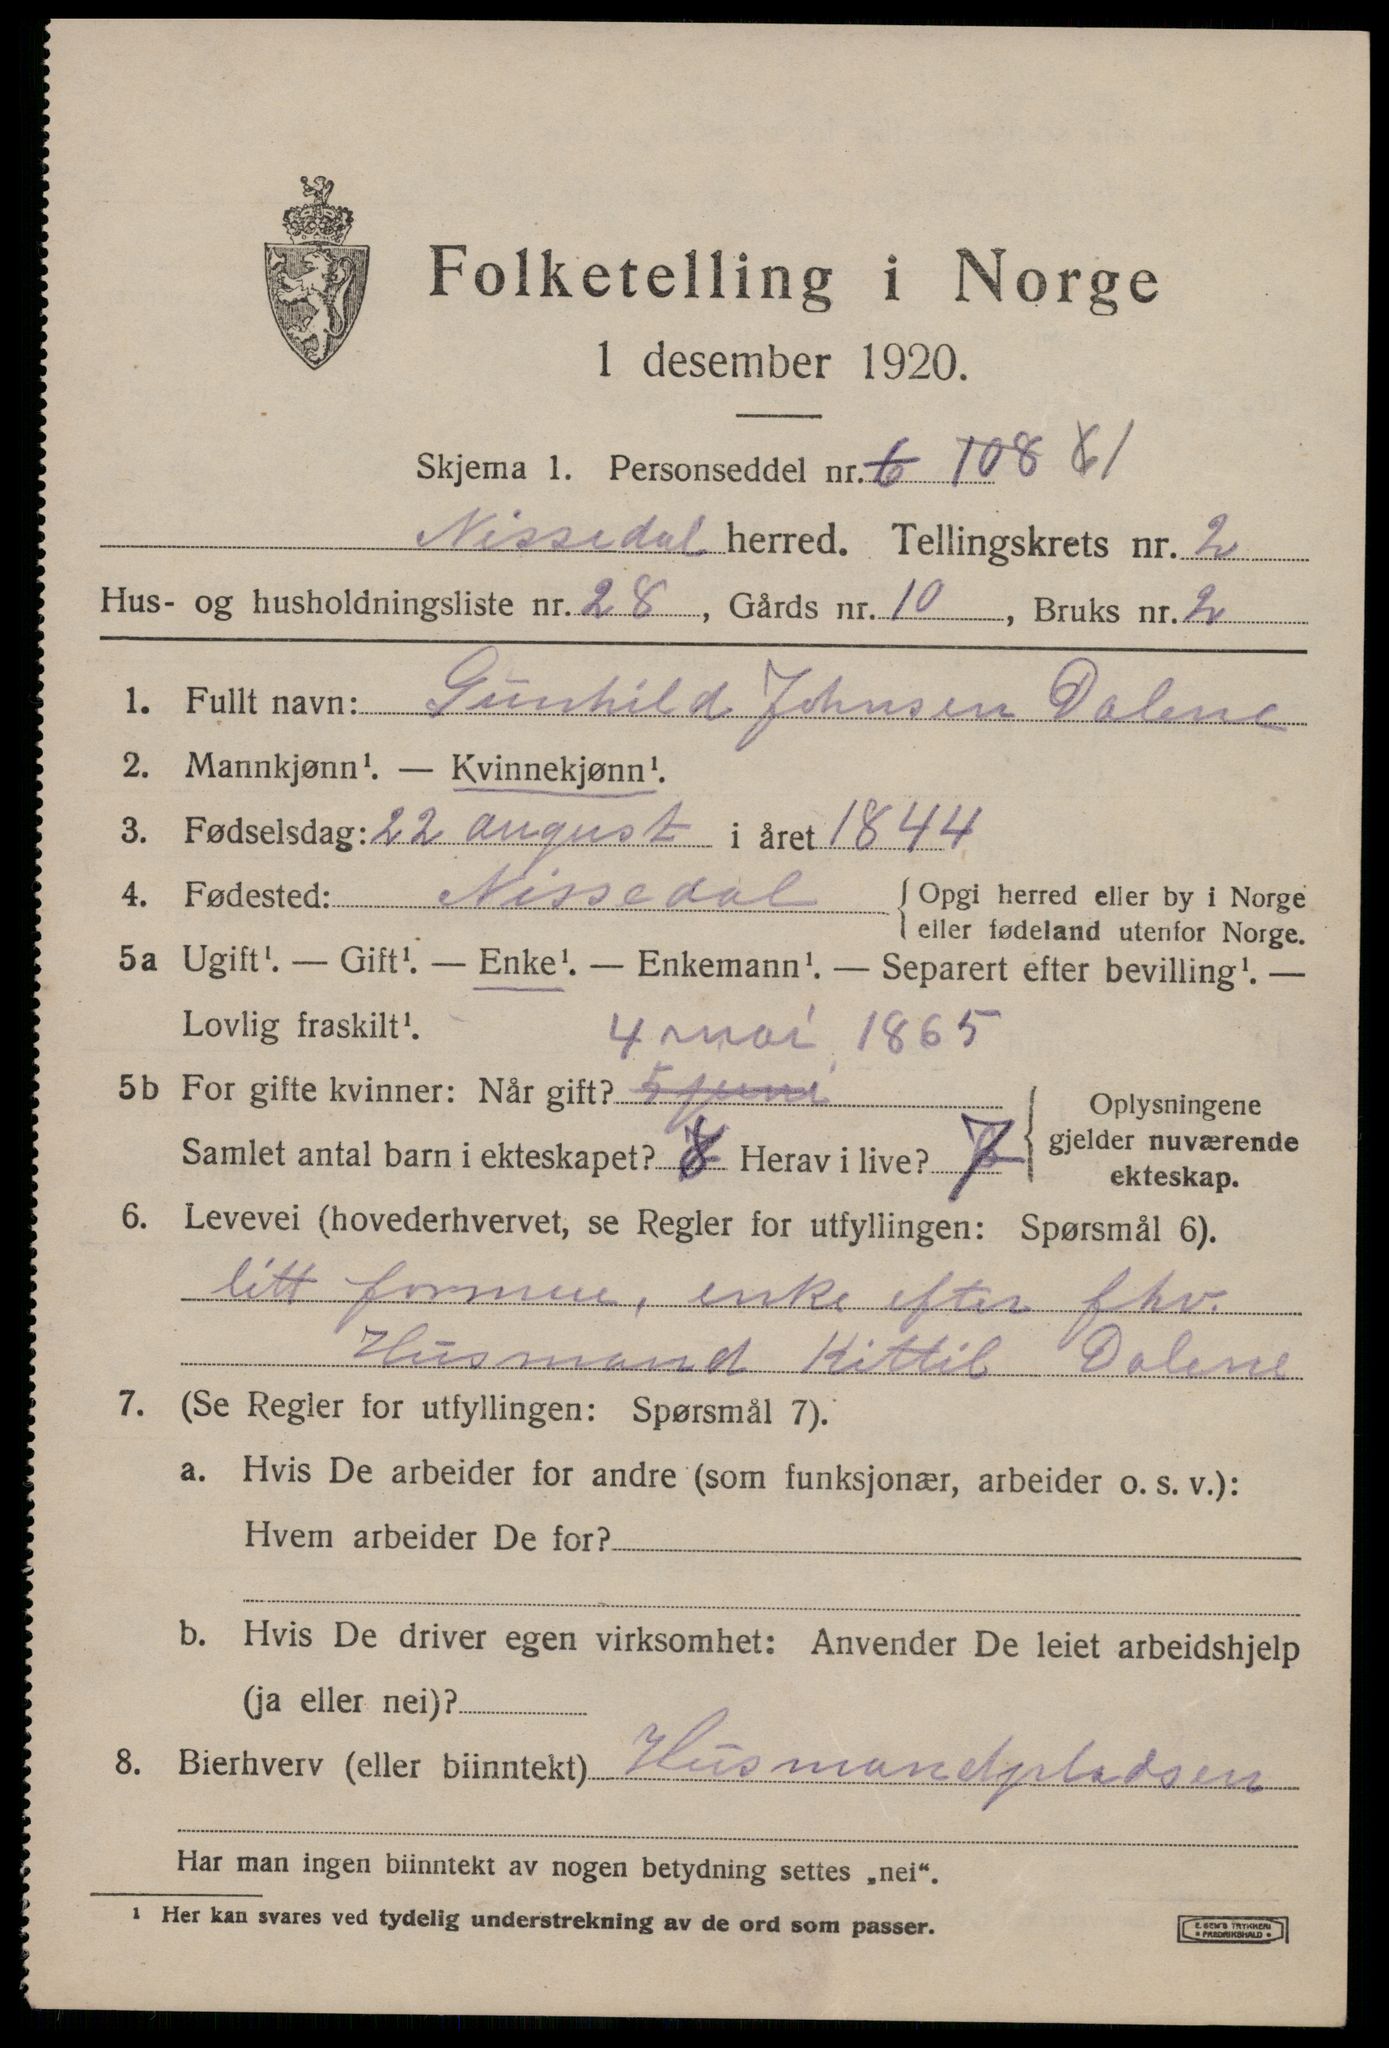 Folketelling i Norge
1 desember 1920.
Skjema 1. Personseddel nr. 6 108 81
Nissedal herred. Tellingskrets nr. 2
Hus- og husholdningsliste nr. 28, Gårds nr. 10, Bruks nr. 2
1. Fullt navn: Gunhild Johnsen Dalene
2. Mannkjønn¹. — Kvinnekjønn¹.
3. Fødselsdag: 22 august i året 1844
4. Fødested: Nissedal { Opgi herred eller by i Norge
eller fødeland utenfor Norge.
5a Ugift¹. — Gift¹. — Enke¹. — Enkemann¹. — Separert efter bevilling¹. —
Lovlig fraskilt¹.
4 mai 1865
5b For gifte kvinner: Når gift? 5 juni
Samlet antal barn i ekteskapet? 8 Herav i live? 7
Oplysningene
gjelder nuværende
ekteskap.
6. Levevei (hovederhvervet, se Regler for utfyllingen: Spørsmål 6).
litt formue, enke efter fhv.
Husmand Kittil Dalene
7. (Se Regler for utfyllingen: Spørsmål 7).
a. Hvis De arbeider for andre (som funksjonær, arbeider o. s. v.):
Hvem arbeider De for?
b. Hvis De driver egen virksomhet: Anvender De leiet arbeidshjelp
(ja eller nei)?
8. Bierhverv (eller biinntekt) Husmandpladsen
Har man ingen biinntekt av nogen betydning settes „nei“.
¹ Her kan svares ved tydelig understrekning av de ord som passer.
E. SEM'S TRYKKERI
• FREDRIKSHALD •